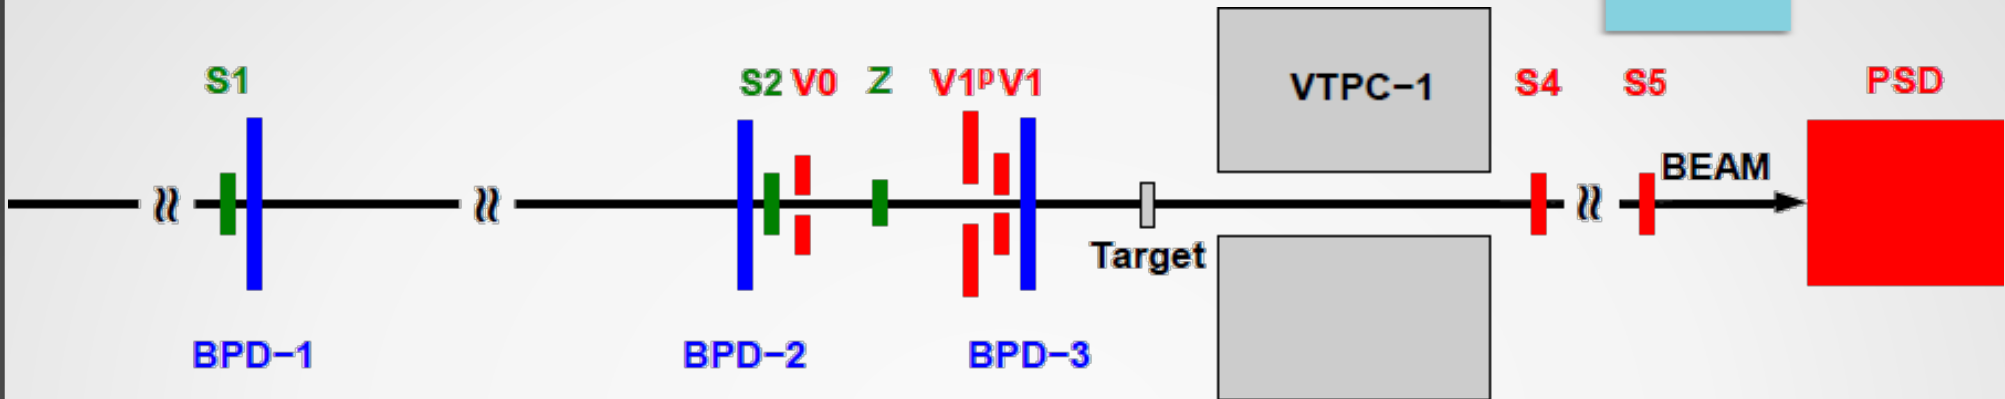 S1
S2 V0 Z V1p V1
VTPC−1
S4
S5
PSD
BEAM
Target
BPD−1
BPD−2
BPD−3